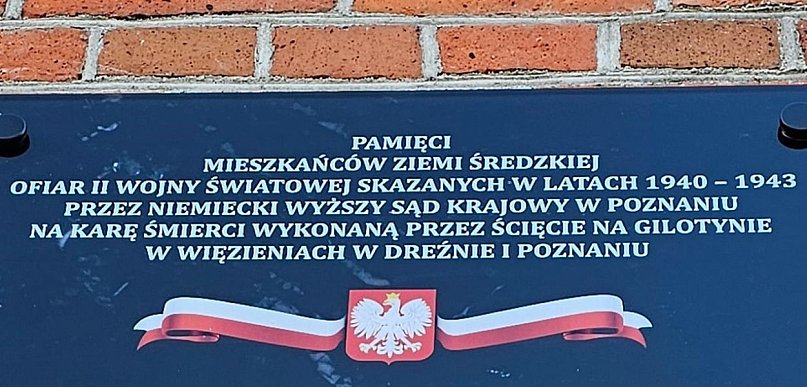 PAMIĘCI
MIESZKAŃCÓW ZIEMI ŚREDZKIEJ
OFIAR II WOJNY ŚWIATOWEJ SKAZANYCH W LATACH 1940 – 1943
PRZEZ NIEMIECKI WYŻSZY SĄD KRAJOWY W POZNANIU
NA KARĘ ŚMIERCI WYKONANĄ PRZEZ ŚCIĘCIE NA GILOTYNIE
W WIĘZIENIACH W DREŹNIE I POZNANIU